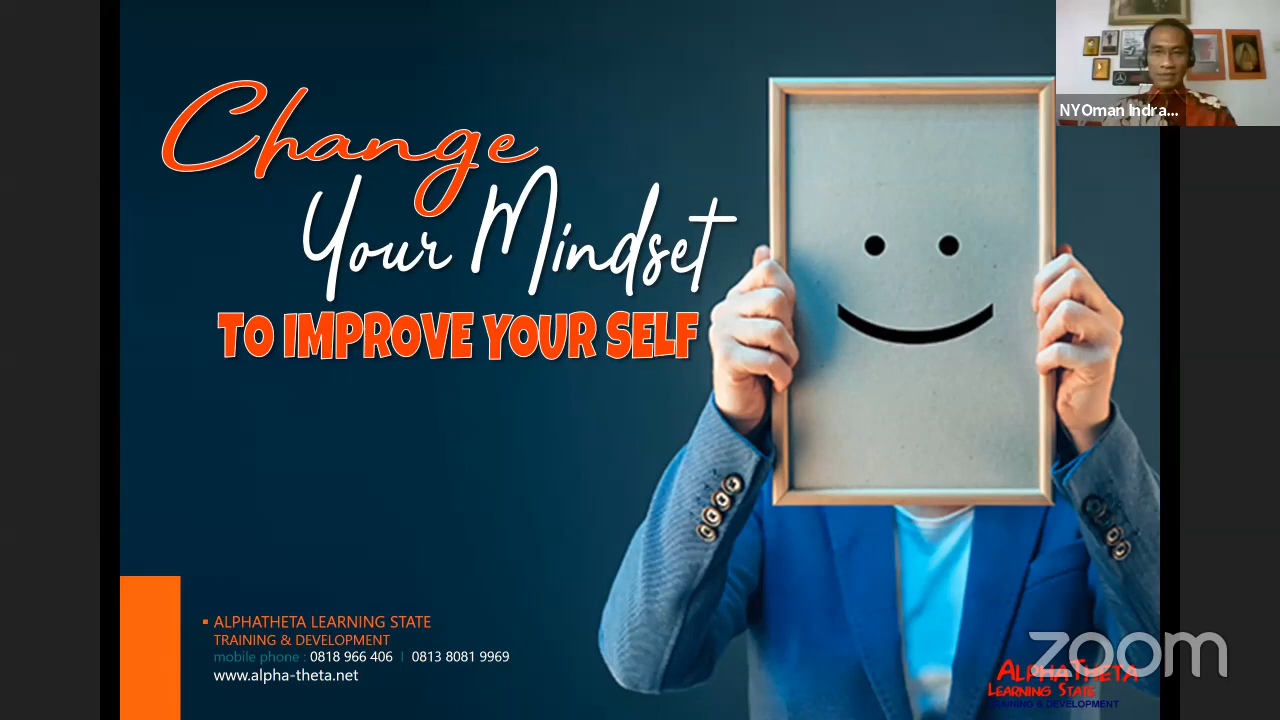 Change
Your Mindset
TO IMPROVE YOUR SELF
NYOman Indra...
▪ ALPHATHETA LEARNING STATE
TRAINING & DEVELOPMENT
mobile phone : 0818 966 406 | 0813 8081 9969
www.alpha-theta.net
zoom
ALPHATHETA
LEARNING STATE
TRAINING & DEVELOPMENT